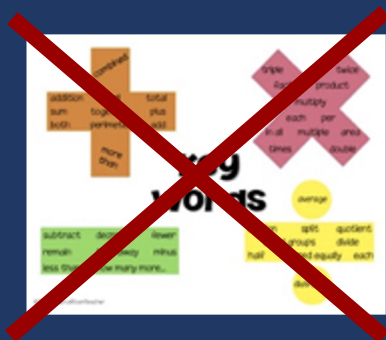 combined
addition total
sum plus
both perimeter add
more
than
triple twice
product
multiply
each per
in all multiple area
times double
key
words
average
split quotient
groups divide
half equally each
subtract fewer
remain minus
less than how many more...